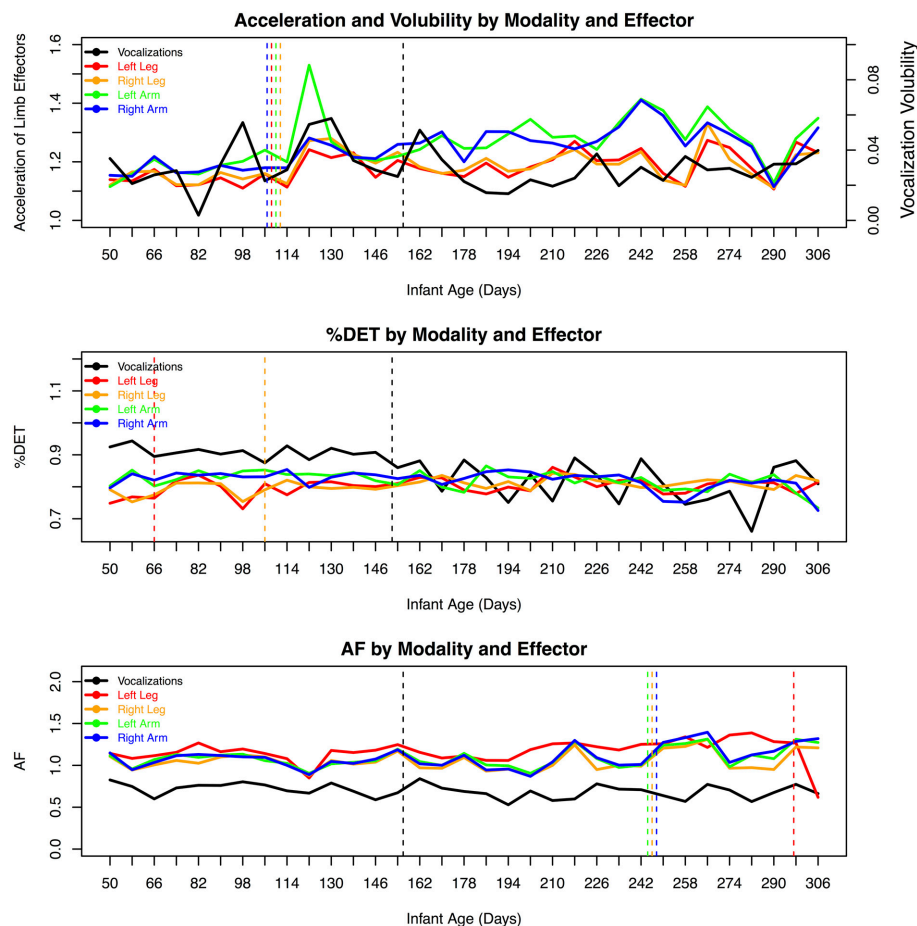 Acceleration and Volubility by Modality and Effector
Acceleration of Limb Effectors
1.0 1.2 1.4 1.6
Vocalizations
Left Leg
Right Leg
Left Arm
Right Arm
0.00 0.04 0.08
Vocalization Volubility
50 66 82 98 114 130 146 162 178 194 210 226 242 258 274 290 306
Infant Age (Days)
%DET by Modality and Effector
%DET
0.7 0.9 1.1
Vocalizations
Left Leg
Right Leg
Left Arm
Right Arm
50 66 82 98 114 130 146 162 178 194 210 226 242 258 274 290 306
Infant Age (Days)
AF by Modality and Effector
AF
0.0 0.5 1.0 1.5 2.0
Vocalizations
Left Leg
Right Leg
Left Arm
Right Arm
50 66 82 98 114 130 146 162 178 194 210 226 242 258 274 290 306
Infant Age (Days)